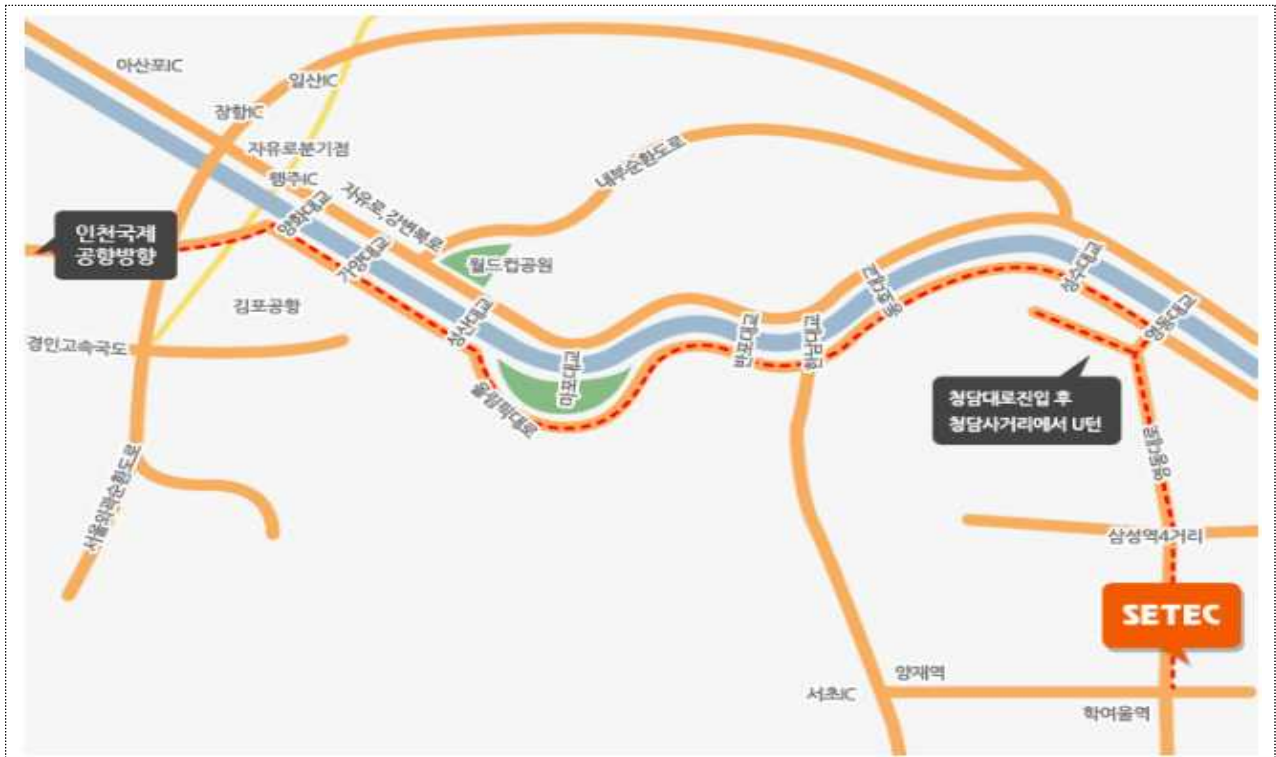 아산포IC
일산IC
장항IC
자유로분기점
행주IC
자유로, 강변북로
내부순환도로
인천국제
공항방향
양화대교
가양대교
월드컵공원
김포공항
성산대교
경인고속국도
마포대교
올림픽대로
반포대교
한남대교
동호대교
성수대교
영동대교
청담대로진입 후
청담사거리에서 U턴
영동대로
서울외곽순환도로
삼성역4거리
SETEC
양재역
서초IC
학여울역